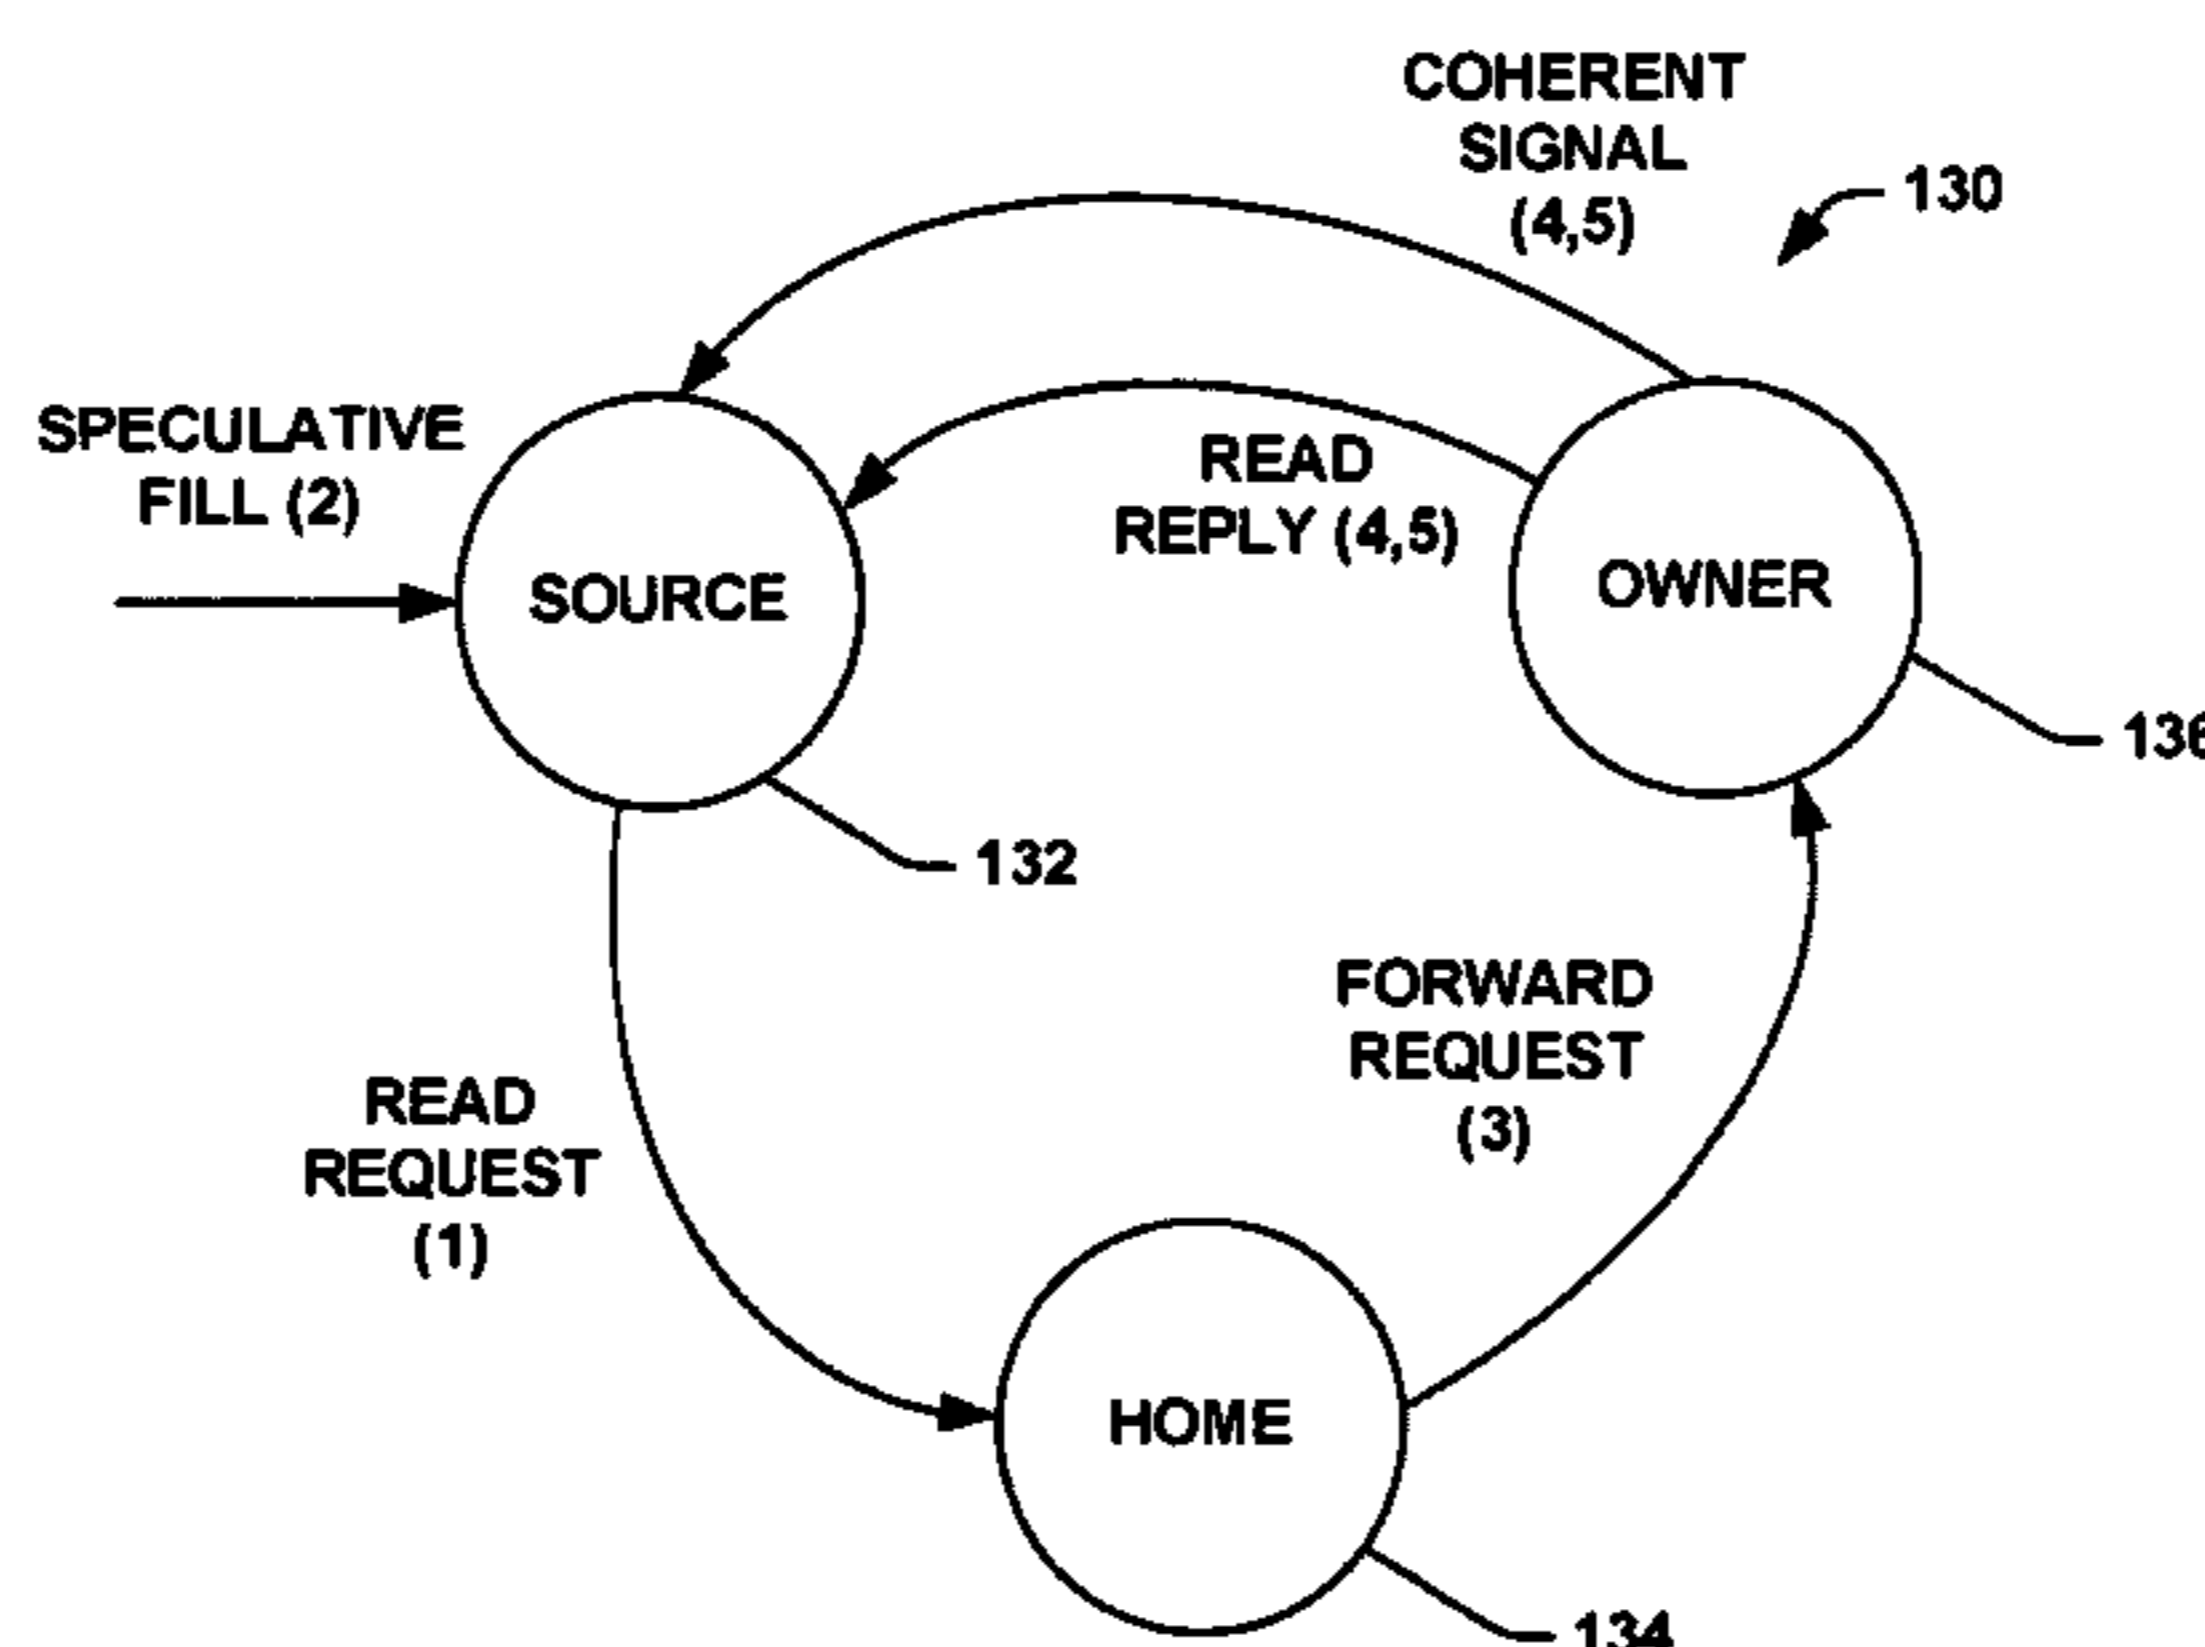 COHERENT
SIGNAL
(4,5)
130
SPECULATIVE
FILL (2)
READ
REPLY (4,5)
SOURCE
OWNER
136
132
FORWARD
REQUEST
(3)
READ
REQUEST
(1)
HOME
134